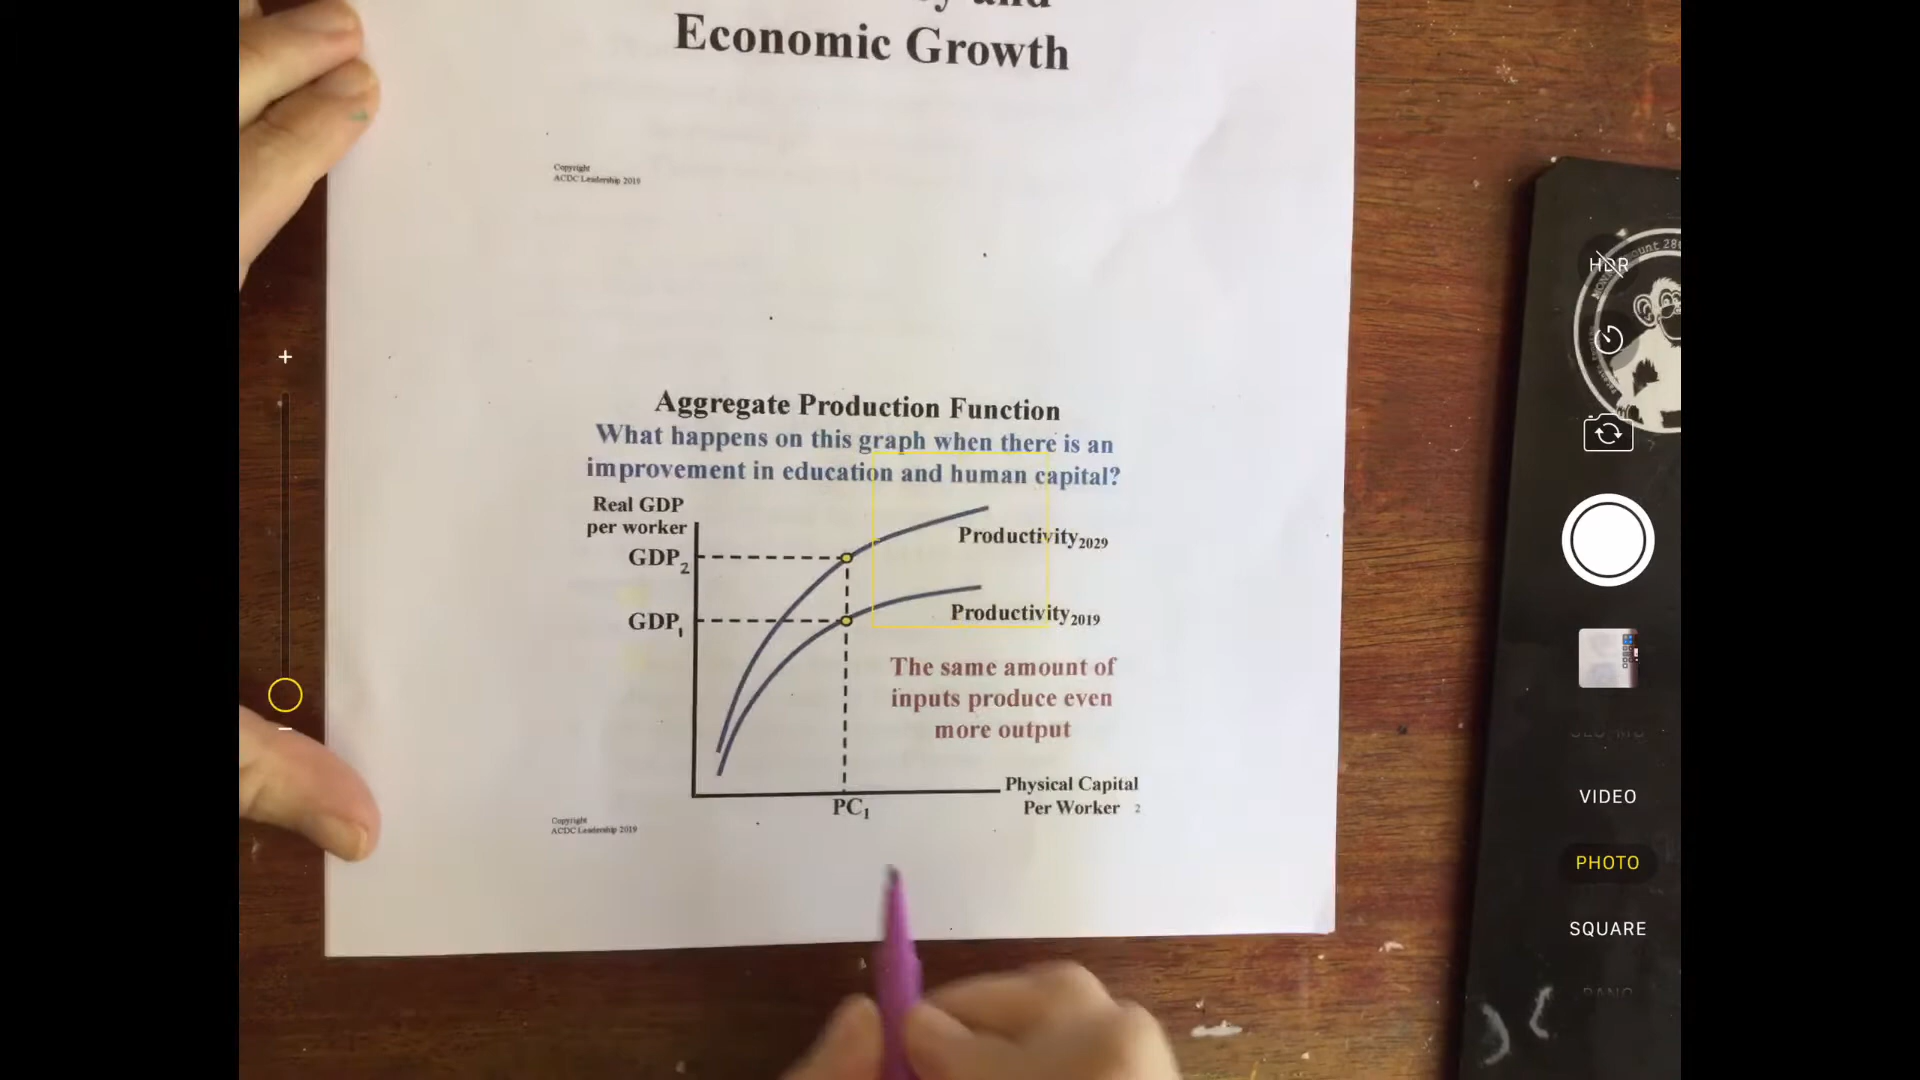 and
Economic Growth
Copyright
ACDC Leadership 2019
Aggregate Production Function
What happens on this graph when there is an
improvement in education and human capital?
Real GDP
per worker
GDP2
GDP1
Productivity2029
Productivity2019
The same amount of
inputs produce even
more output
PC1
Physical Capital
Per Worker 2
Copyright
ACDC Leadership 2019
HDR
VIDEO
PHOTO
SQUARE